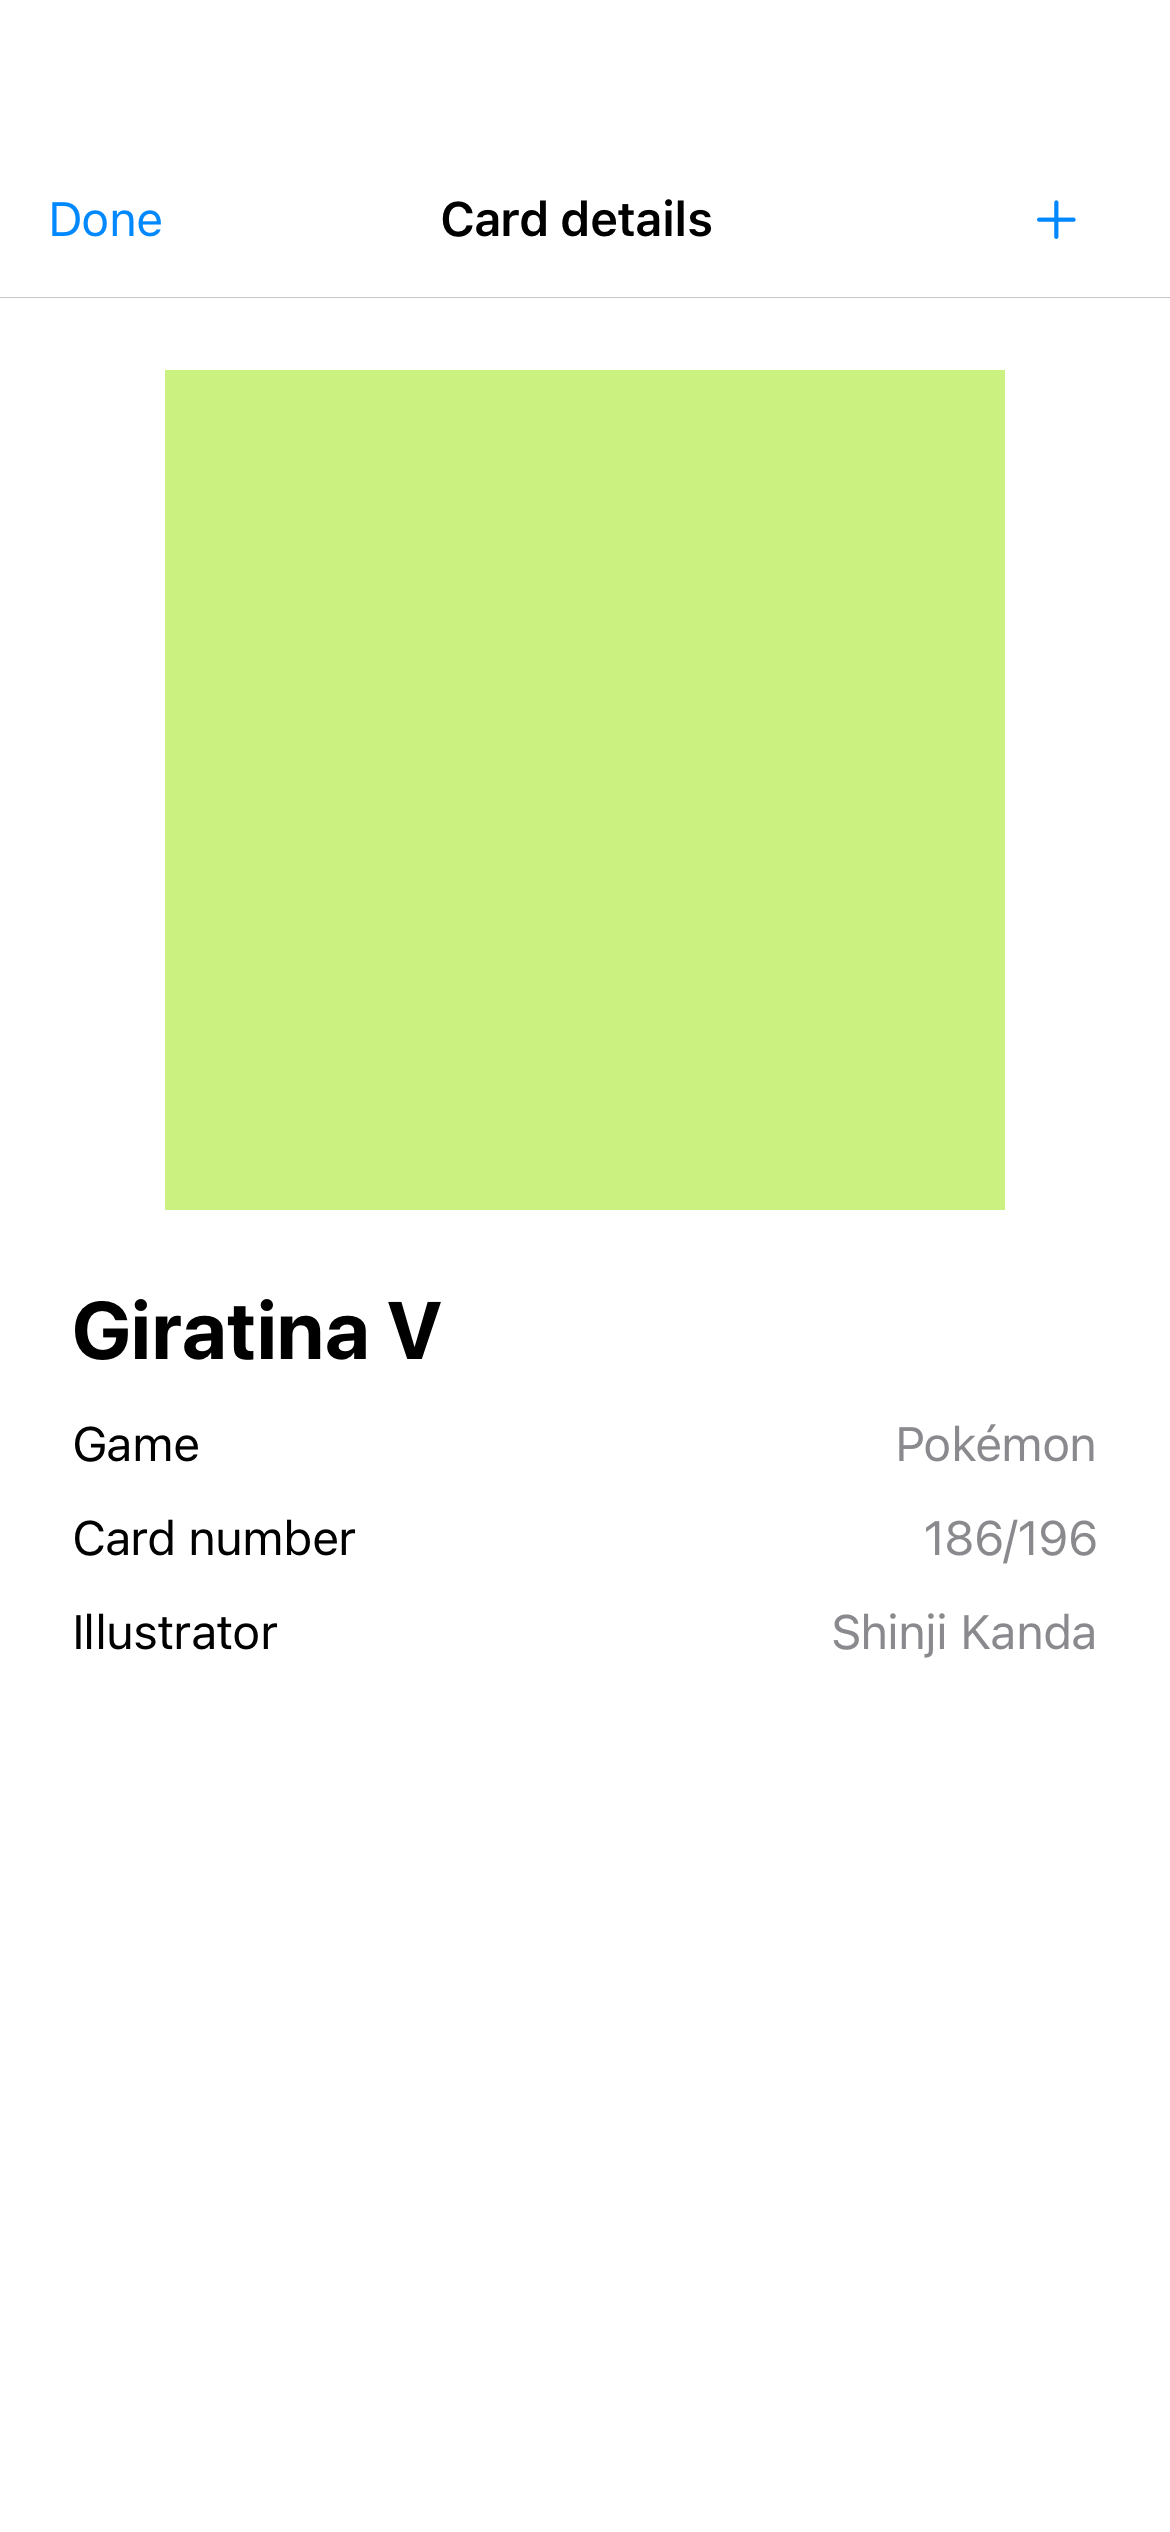 Done Card details +
Giratina V
Game Pokémon
Card number 186/196
Illustrator Shinji Kanda